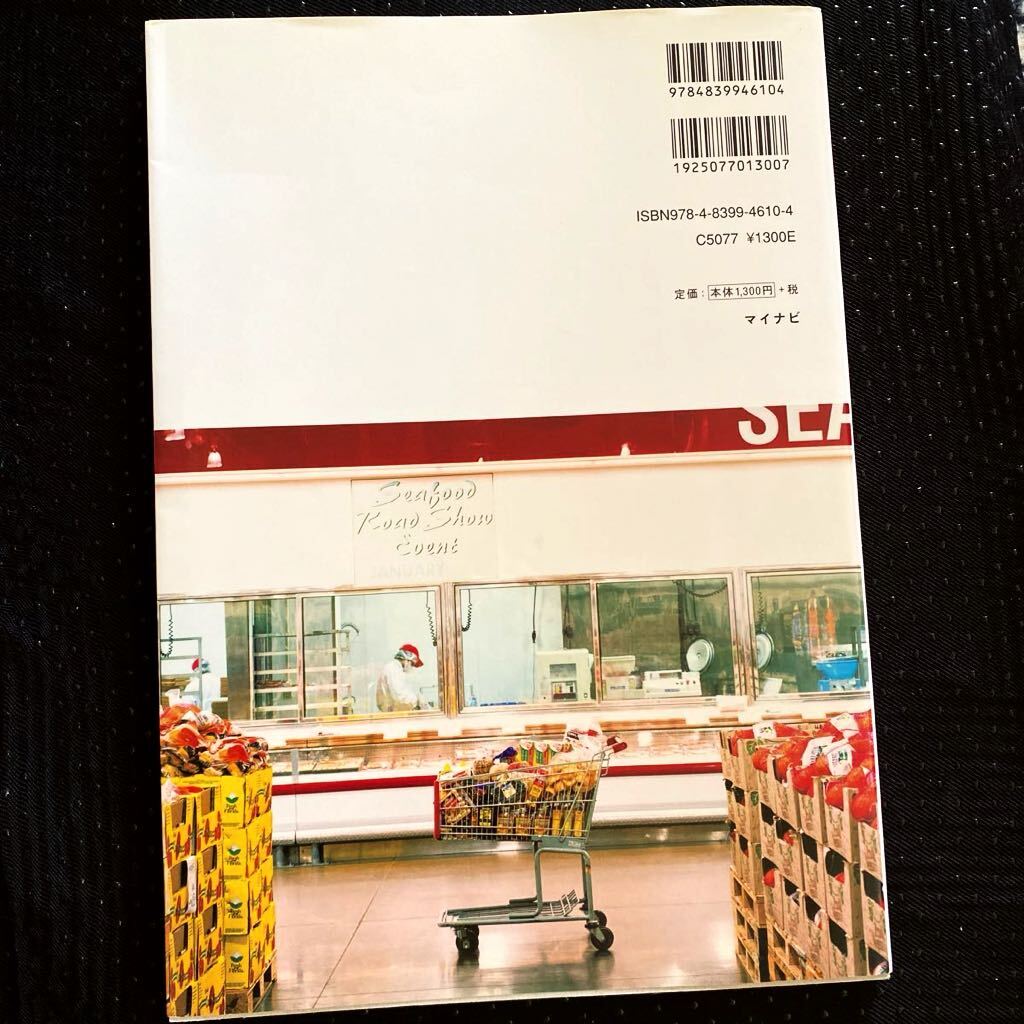 9784839946104
1925077013007
ISBN978-4-8399-4610-4
C5077 ¥1300E
定価：本体1,300円＋税
マイナビ
SEA
Seafood
Road Show
Event
JANUARY